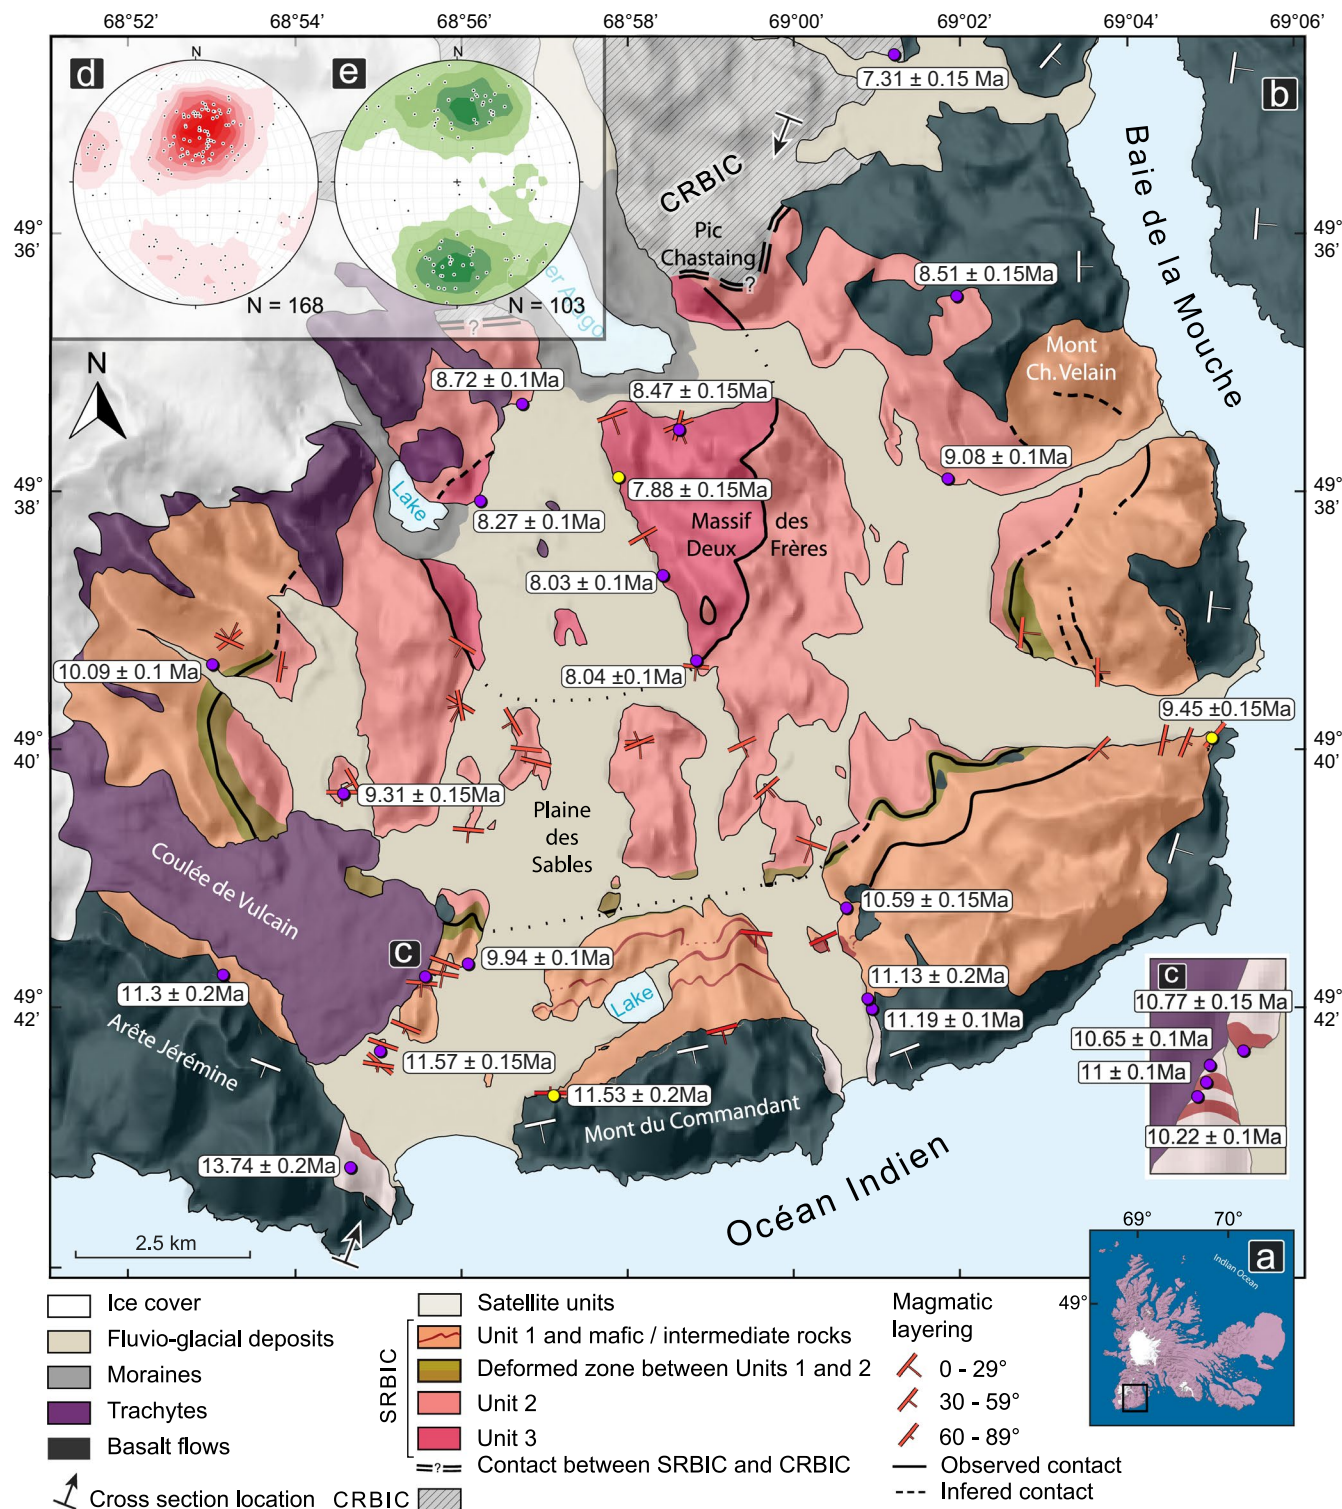 68°52' 68°54' 68°56' 68°58' 69°00' 69°02' 69°04' 69°06'
d
N
e
N
b
7.31 ± 0.15 Ma
CRBIC
Baie de la Mouche
49°
36'
49°
36'
Pic
Chastaing
?
8.51 ± 0.15Ma
N = 168
N = 103
?
N
Mont
Ch. Velain
8.72 ± 0.1Ma
8.47 ± 0.15Ma
9.08 ± 0.1Ma
49°
38'
49°
38'
Lake
7.88 ± 0.15Ma
8.27 ± 0.1Ma
Massif des
Deux Frères
8.03 ± 0.1Ma
10.09 ± 0.1 Ma
8.04 ±0.1Ma
9.45 ±0.15Ma
49°
40'
49°
40'
9.31 ± 0.15Ma
Plaine
des
Sables
Coulée de Vulcain
10.59 ± 0.15Ma
C
9.94 ± 0.1Ma
11.3 ± 0.2Ma
11.13 ± 0.2Ma
Lake
49°
42'
49°
42'
11.19 ± 0.1Ma
Arête Jérémine
11.57 ± 0.15Ma
11.53 ± 0.2Ma
Mont du Commandant
13.74 ± 0.2Ma
Océan Indien
2.5 km
c
10.77 ± 0.15 Ma
10.65 ± 0.1Ma
11 ± 0.1Ma
10.22 ± 0.1Ma
69° 70°
a
Indian Ocean
49°
Ice cover
Fluvio-glacial deposits
Moraines
Trachytes
Basalt flows
Cross section location
SRBIC
Satellite units
Unit 1 and mafic / intermediate rocks
Deformed zone between Units 1 and 2
Unit 2
Unit 3
? Contact between SRBIC and CRBIC
CRBIC
Magmatic
layering
0 - 29°
30 - 59°
60 - 89°
Observed contact
Infered contact